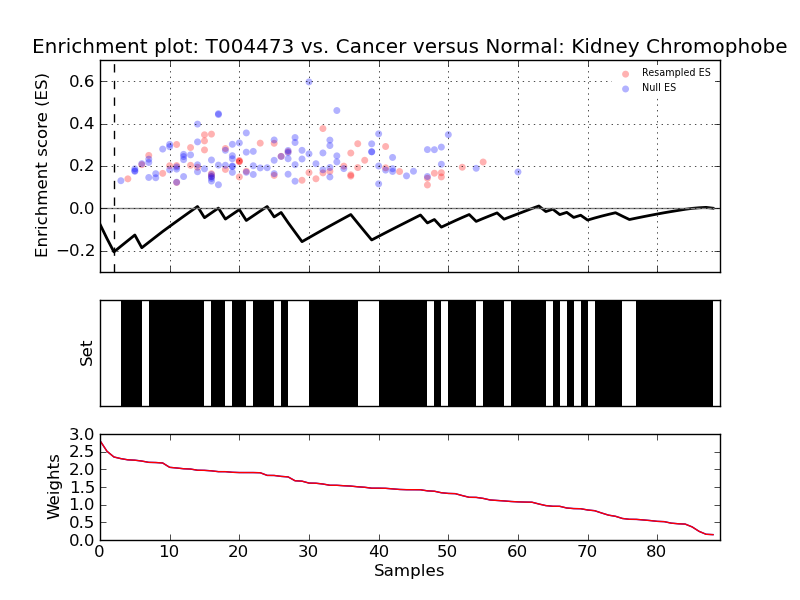 Enrichment plot: T004473 vs. Cancer versus Normal: Kidney Chromophobe
Enrichment score (ES)
0.6
0.4
0.2
0.0
−0.2
Resampled ES
Null ES
Set
Weights
3.0
2.5
2.0
1.5
1.0
0.5
0.0
0 10 20 30 40 50 60 70 80
Samples